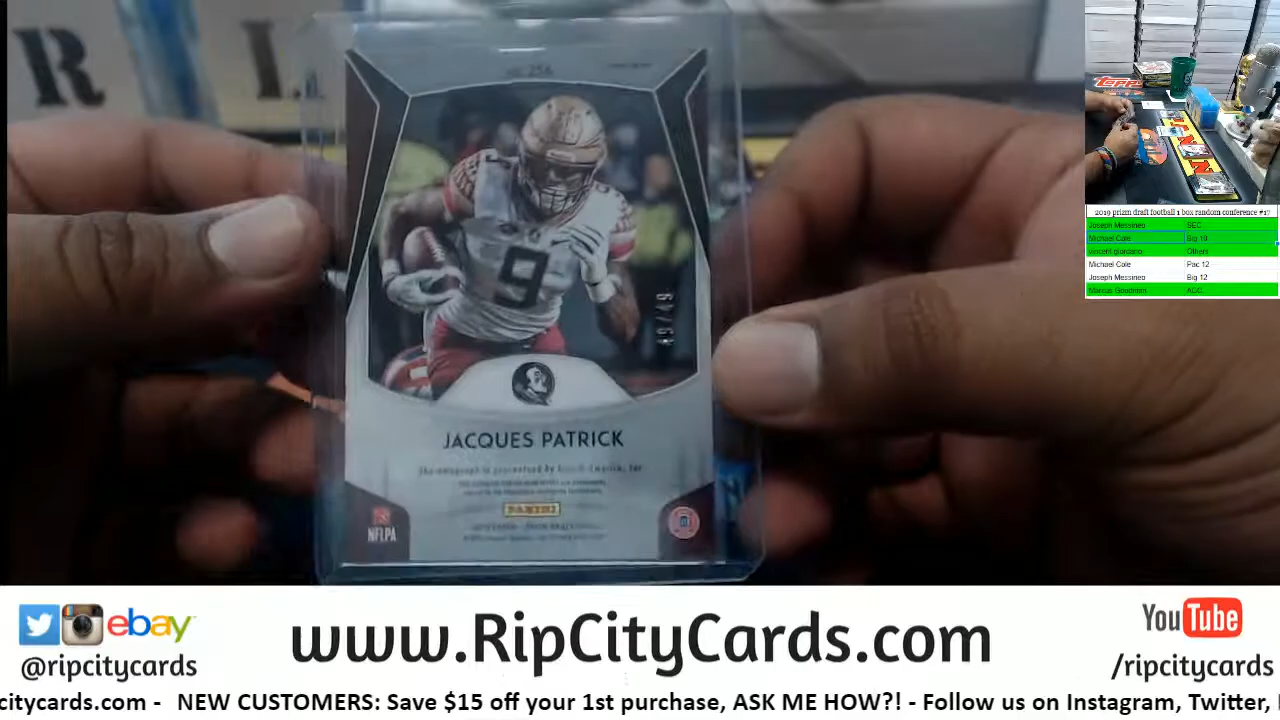 R
L
9
49/49
JACQUES PATRICK
PANINI
NFLPA
2019 prizm draft football 1 box random conference #17
Joseph Messineo SEC
Michael Cole Big 10
vincent giordano Others
Michael Cole Pac 12
Joseph Messineo Big 12
Marcus Goodman ACC
ebay
@ripcitycards
www.RipCityCards.com
YouTube
/ripcitycards
citycards - NEW CUSTOMERS: Save $15 off your 1st purchase, ASK ME HOW?! - Follow us on Instagram, Twitter,